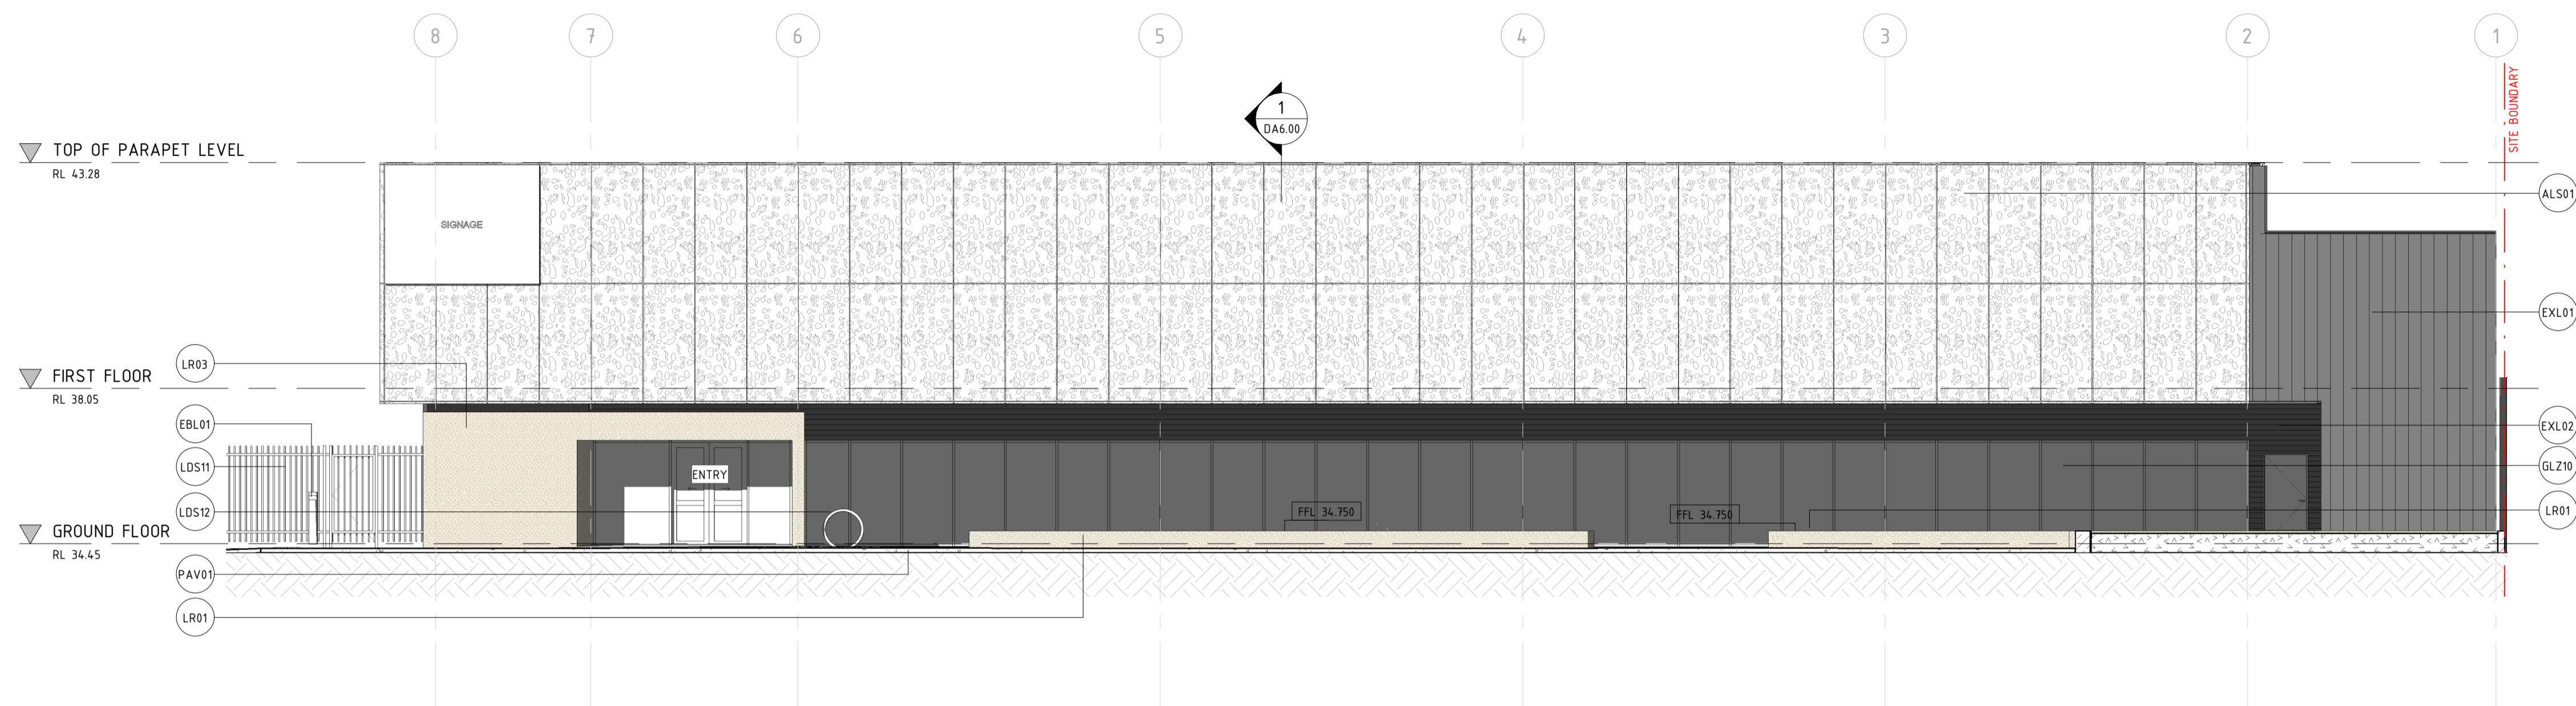 8 7 6 5 4 3 2 1
SITE BOUNDARY
1
DA6.00
TOP OF PARAPET LEVEL
RL 43.28
ALS01
SIGNAGE
EXL01
LR03
FIRST FLOOR
RL 38.05
EBL01
EXL02
LDS11
ENTRY
GLZ10
LDS12
FFL 34.750
FFL 34.750
LR01
GROUND FLOOR
RL 34.45
PAV01
LR01